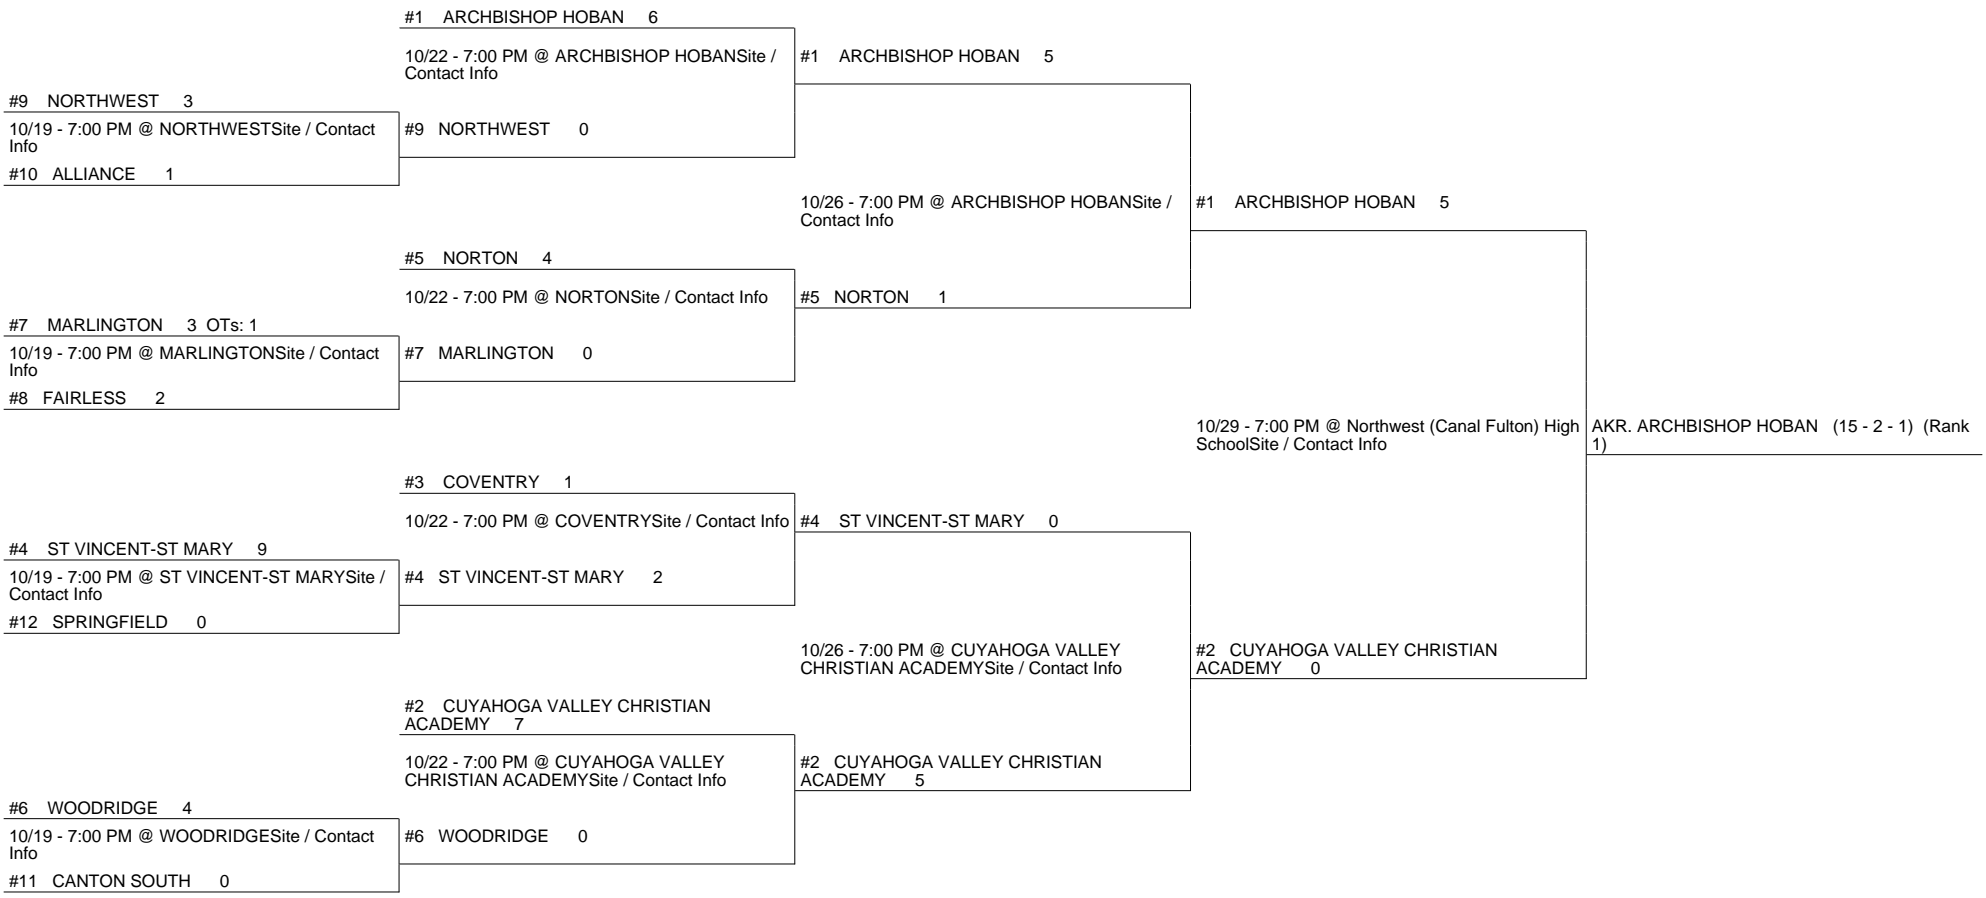 #1 ARCHBISHOP HOBAN 6
10/22 - 7:00 PM @ ARCHBISHOP HOBANSite /
Contact Info
#1 ARCHBISHOP HOBAN 5
#9 NORTHWEST 3
10/19 - 7:00 PM @ NORTHWESTSite / Contact
Info
#9 NORTHWEST 0
#10 ALLIANCE 1
10/26 - 7:00 PM @ ARCHBISHOP HOBANSite /
Contact Info
#1 ARCHBISHOP HOBAN 5
#5 NORTON 4
10/22 - 7:00 PM @ NORTONSite / Contact Info
#5 NORTON 1
#7 MARLINGTON 3 OTs: 1
10/19 - 7:00 PM @ MARLINGTONSite / Contact
Info
#7 MARLINGTON 0
#8 FAIRLESS 2
10/29 - 7:00 PM @ Northwest (Canal Fulton) High
SchoolSite / Contact Info
AKR. ARCHBISHOP HOBAN (15 - 2 - 1) (Rank
1)
#3 COVENTRY 1
10/22 - 7:00 PM @ COVENTRYSite / Contact Info
#4 ST VINCENT-ST MARY 0
#4 ST VINCENT-ST MARY 9
10/19 - 7:00 PM @ ST VINCENT-ST MARYSite /
Contact Info
#4 ST VINCENT-ST MARY 2
#12 SPRINGFIELD 0
10/26 - 7:00 PM @ CUYAHOGA VALLEY
CHRISTIAN ACADEMYSite / Contact Info
#2 CUYAHOGA VALLEY CHRISTIAN
ACADEMY 0
#2 CUYAHOGA VALLEY CHRISTIAN
ACADEMY 7
10/22 - 7:00 PM @ CUYAHOGA VALLEY
CHRISTIAN ACADEMYSite / Contact Info
#2 CUYAHOGA VALLEY CHRISTIAN
ACADEMY 5
#6 WOODRIDGE 4
10/19 - 7:00 PM @ WOODRIDGESite / Contact
Info
#6 WOODRIDGE 0
#11 CANTON SOUTH 0